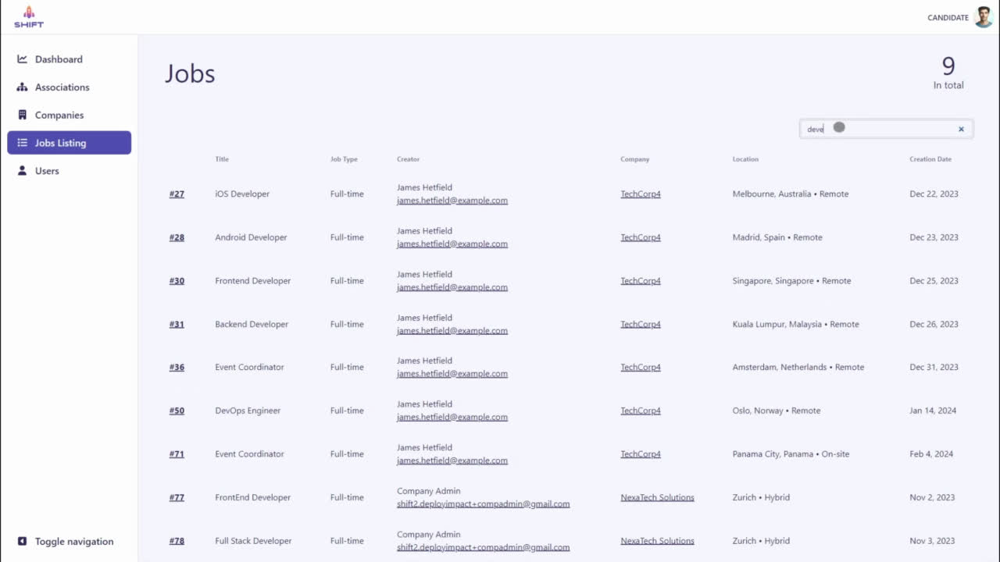 SHIFT
CANDIDATE
Dashboard
Associations
Companies
Jobs Listing
Users
Toggle navigation
Jobs
9
In total
deve
Title Job Type Creator Company Location Creation Date
#27 iOS Developer Full-time James Hetfield james.hetfield@example.com TechCorp4 Melbourne, Australia • Remote Dec 22, 2023
#28 Android Developer Full-time James Hetfield james.hetfield@example.com TechCorp4 Madrid, Spain • Remote Dec 23, 2023
#30 Frontend Developer Full-time James Hetfield james.hetfield@example.com TechCorp4 Singapore, Singapore • Remote Dec 25, 2023
#31 Backend Developer Full-time James Hetfield james.hetfield@example.com TechCorp4 Kuala Lumpur, Malaysia • Remote Dec 26, 2023
#36 Event Coordinator Full-time James Hetfield james.hetfield@example.com TechCorp4 Amsterdam, Netherlands • Remote Dec 31, 2023
#50 DevOps Engineer Full-time James Hetfield james.hetfield@example.com TechCorp4 Oslo, Norway • Remote Jan 14, 2024
#71 Event Coordinator Full-time James Hetfield james.hetfield@example.com TechCorp4 Panama City, Panama • On-site Feb 4, 2024
#77 FrontEnd Developer Full-time Company Admin shift2.deployimpact+compadmin@gmail.com NexaTech Solutions Zurich • Hybrid Nov 2, 2023
#78 Full Stack Developer Full-time Company Admin shift2.deployimpact+compadmin@gmail.com NexaTech Solutions Zurich • Hybrid Nov 3, 2023